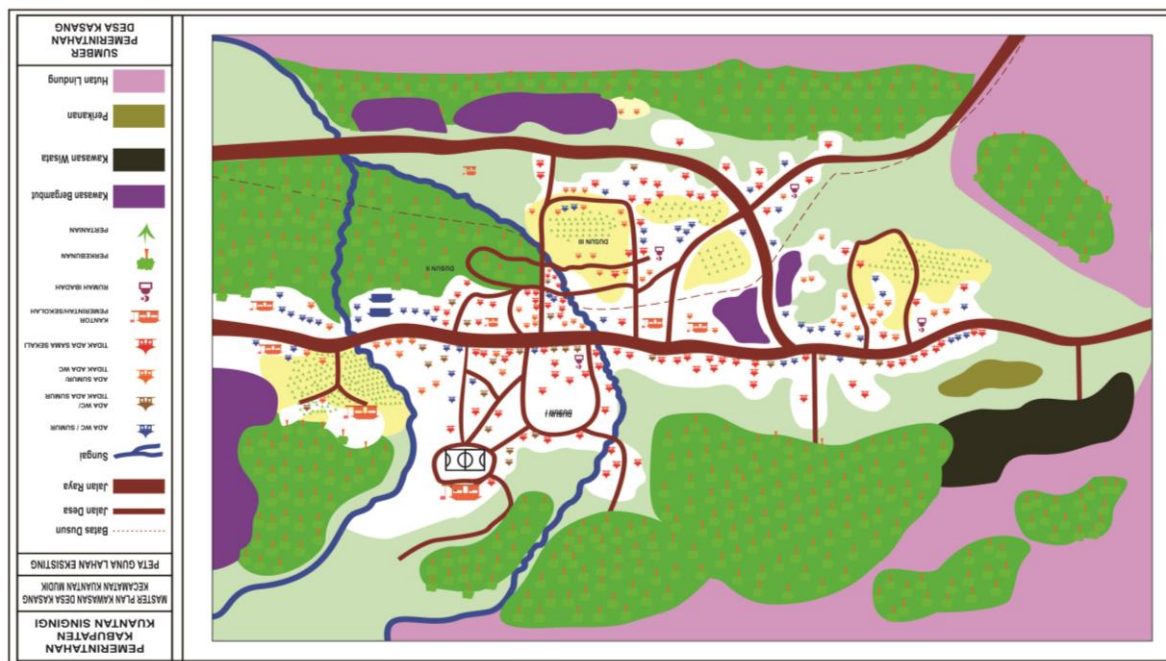 PEMERINTAHAN
KABUPATEN
KUANTAN SINGINGI
MASTER PLAN KAWASAN DESA KASANG
KECAMATAN KUANTAN MUDIK
PETA GUNA LAHAN EKSISTING
Batas Dusun
Jalan Desa
Jalan Raya
Sungai
ADA WC / SUMUR
ADA WC/
TIDAK ADA SUMUR
ADA SUMUR/
TIDAK ADA WC
TIDAK ADA SAMA SEKALI
KANTOR
PEMERINTAH/SEKOLAH
RUMAH IBADAH
PERKEBUNAN
PERTANIAN
Kawasan Bergambut
Kawasan Wisata
Perikanan
Hutan Lindung
SUMBER
PEMERINTAHAN
DESA KASANG
DUSUN I
DUSUN II
DUSUN III